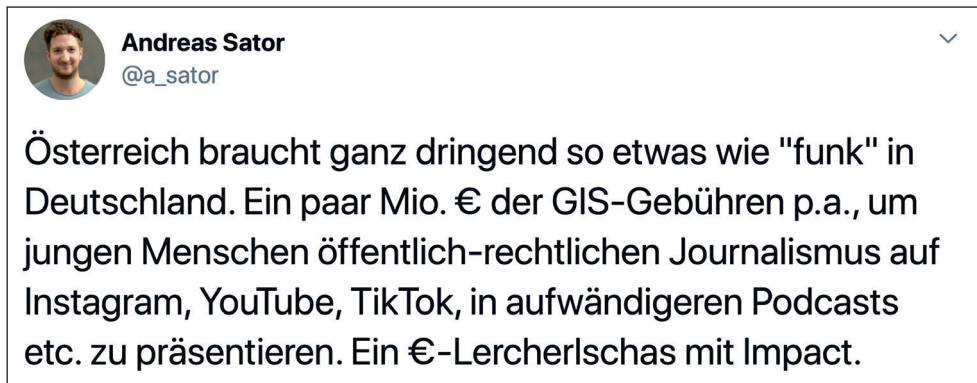 Andreas Sator
@a_sator
Österreich braucht ganz dringend so etwas wie "funk" in
Deutschland. Ein paar Mio. € der GIS-Gebühren p.a., um
jungen Menschen öffentlich-rechtlichen Journalismus auf
Instagram, YouTube, TikTok, in aufwändigeren Podcasts
etc. zu präsentieren. Ein €-Lercherlschas mit Impact.